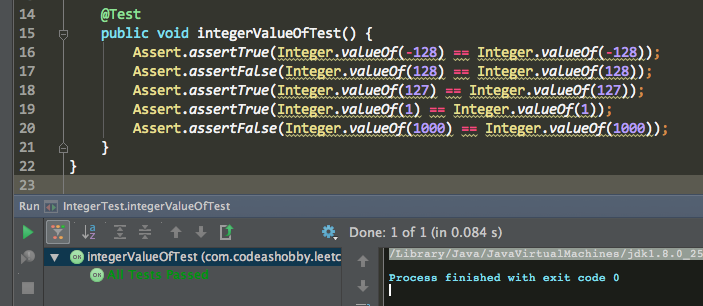 14 @Test
15 public void integerValueOfTest() {
16 Assert.assertTrue(Integer.valueOf(-128) == Integer.valueOf(-128));
17 Assert.assertFalse(Integer.valueOf(128) == Integer.valueOf(128));
18 Assert.assertTrue(Integer.valueOf(127) == Integer.valueOf(127));
19 Assert.assertTrue(Integer.valueOf(1) == Integer.valueOf(1));
20 Assert.assertFalse(Integer.valueOf(1000) == Integer.valueOf(1000));
21 }
22 }
23
Run IntegerTest.integerValueOfTest
Done: 1 of 1 (in 0.084 s)
integerValueOfTest (com.codeashobby.leetc
All Tests Passed
/Library/Java/JavaVirtualMachines/jdk1.8.0_25
Process finished with exit code 0